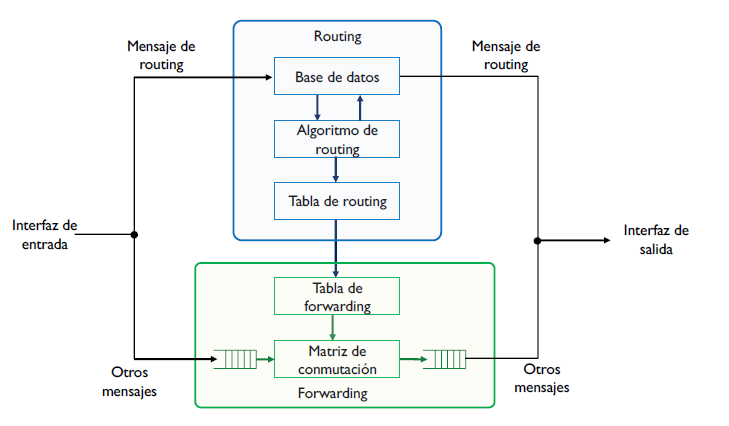 Routing
Mensaje de
routing
Mensaje de
routing
Base de datos
Algoritmo de
routing
Tabla de routing
Interfaz de
entrada
Interfaz de
salida
Tabla de
forwarding
Matriz de
conmutación
Otros
mensajes
Otros
mensajes
Forwarding